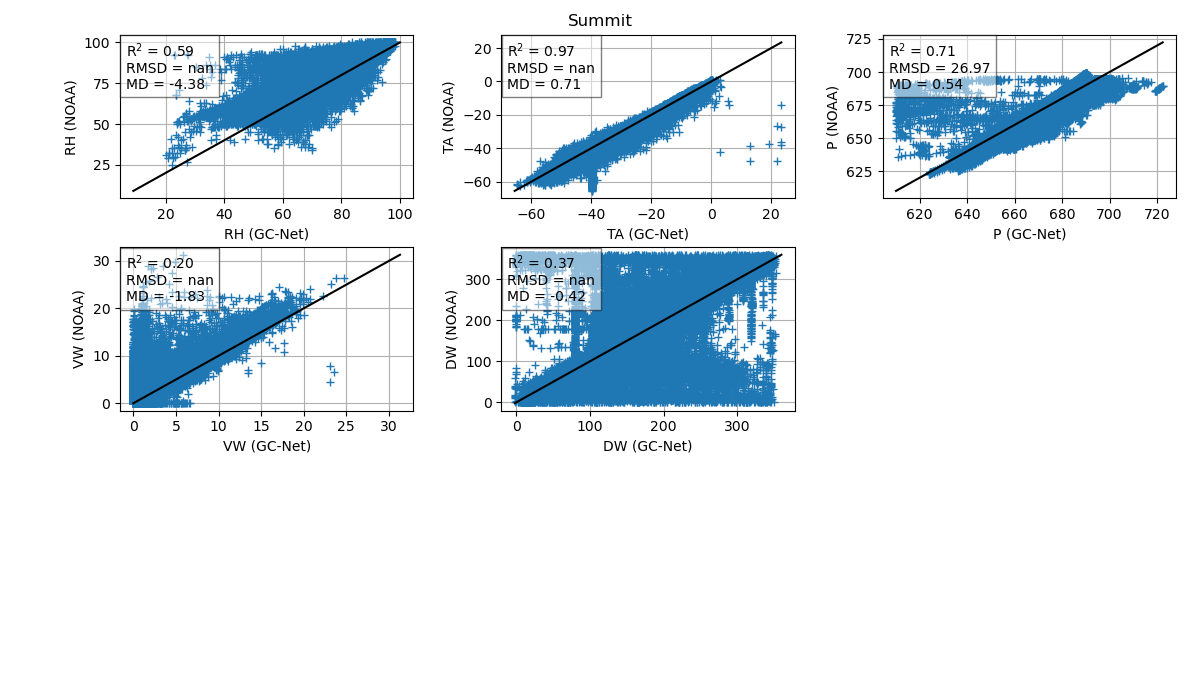 Summit
R² = 0.59
RMSD = nan
MD = -4.38
100
75
50
25
RH (NOAA)
20
40
60
80
100
RH (GC-Net)
R² = 0.97
RMSD = nan
MD = 0.71
20
0
−20
−40
−60
TA (NOAA)
−60
−40
−20
0
20
TA (GC-Net)
R² = 0.71
RMSD = 26.97
MD = 0.54
725
700
675
650
625
P (NOAA)
620
640
660
680
700
720
P (GC-Net)
R² = 0.20
RMSD = nan
MD = -1.83
30
20
10
0
VW (NOAA)
0
5
10
15
20
25
30
VW (GC-Net)
R² = 0.37
RMSD = nan
MD = -0.42
300
200
100
0
DW (NOAA)
0
100
200
300
DW (GC-Net)